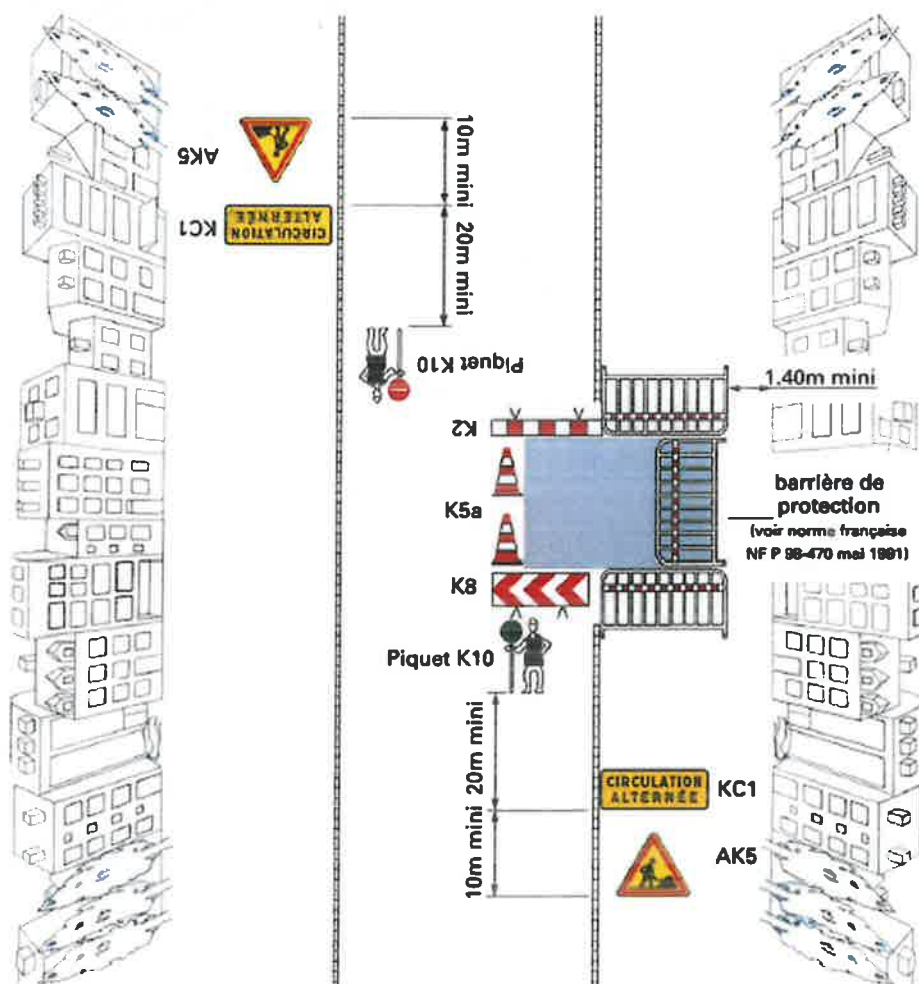 10m mini
AK5
KC1
CIRCULATION
ALTERNÉE
20m mini
Piquet K10
1.40m mini
K2
barrière de
protection
(voir norme française
NF P 98-470 mai 1991)
K5a
K8
Piquet K10
20m mini
CIRCULATION
ALTERNÉE
KC1
10m mini
AK5